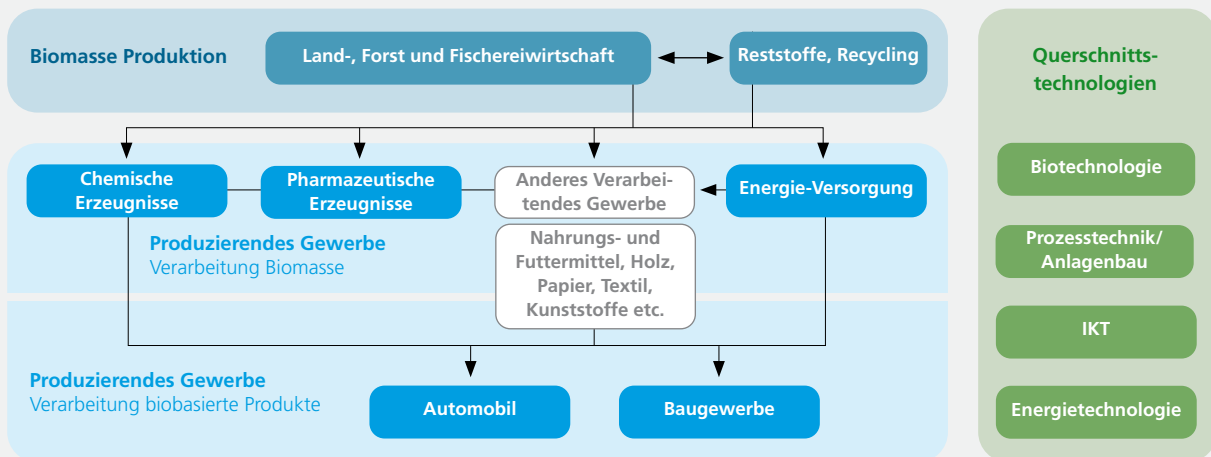 Biomasse Produktion
Land-, Forst und Fischereiwirtschaft
Reststoffe, Recycling
Chemische
Erzeugnisse
Pharmazeutische
Erzeugnisse
Anderes Verarbei-
tendes Gewerbe
Energie-Versorgung
Produzierendes Gewerbe
Verarbeitung Biomasse
Nahrungs- und
Futtermittel, Holz,
Papier, Textil,
Kunststoffe etc.
Produzierendes Gewerbe
Verarbeitung biobasierte Produkte
Automobil
Baugewerbe
Querschnitts-
technologien
Biotechnologie
Prozesstechnik/
Anlagenbau
IKT
Energietechnologie